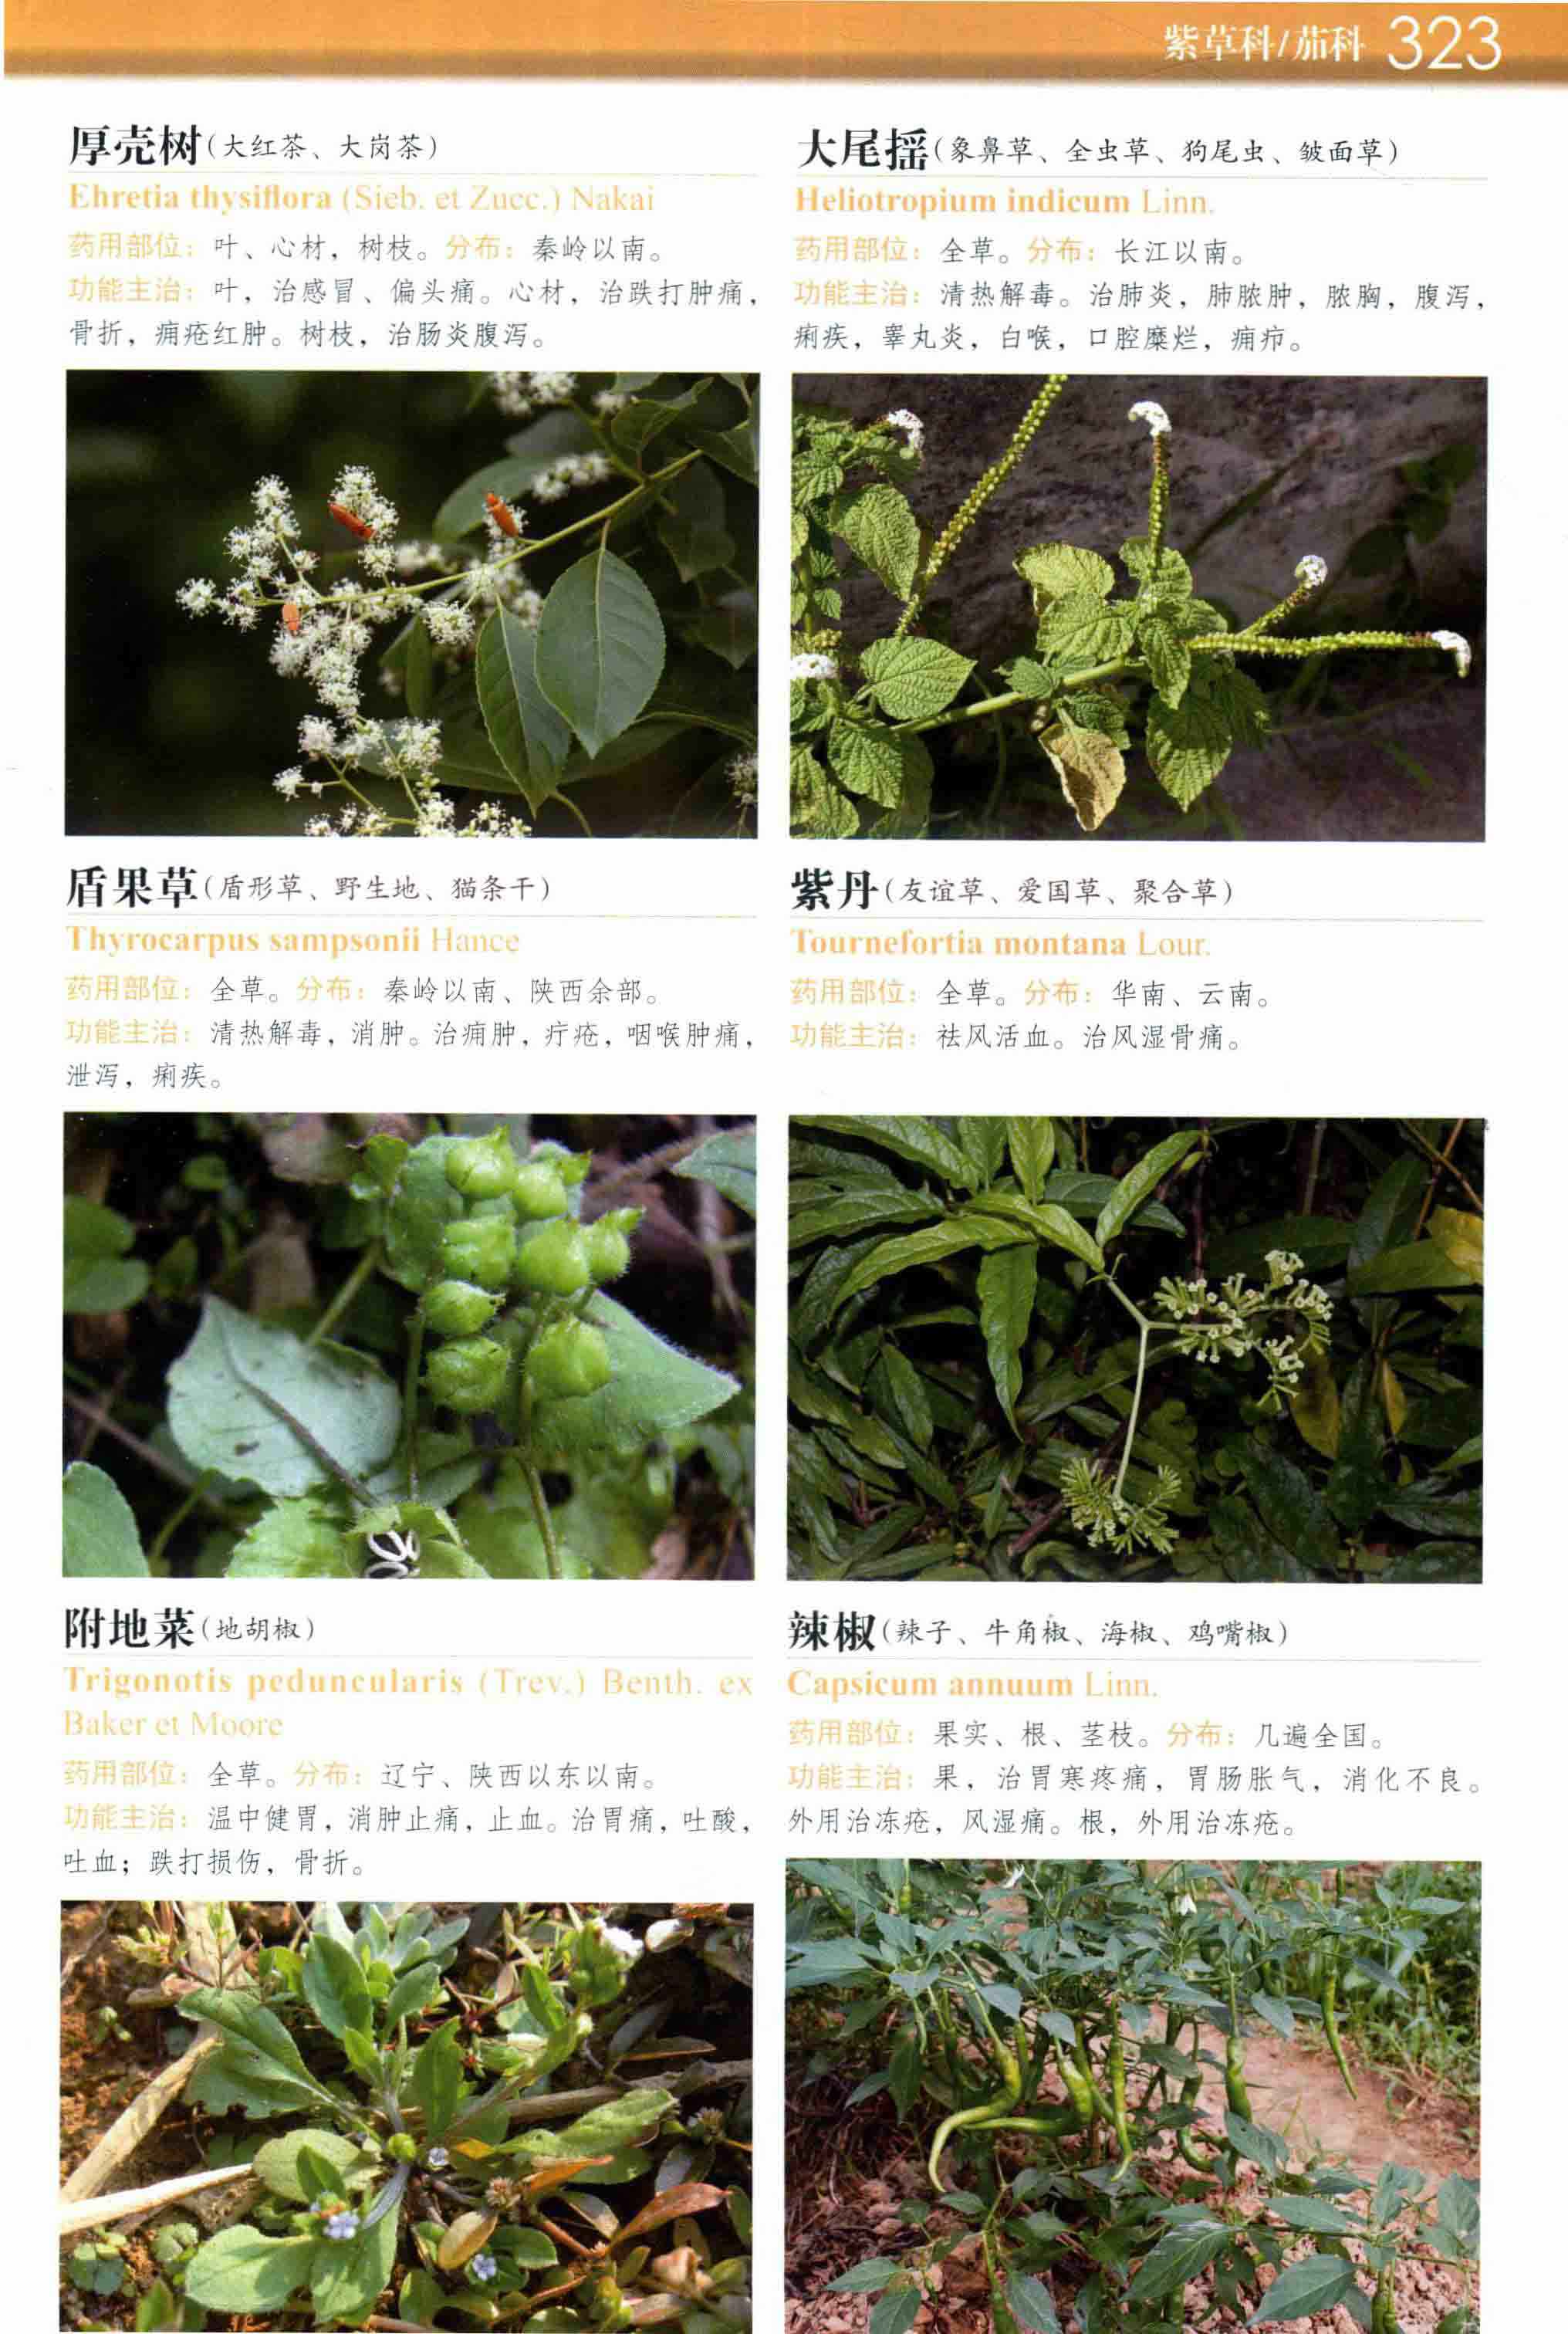 紫草科/茄科 323
厚壳树(大红茶、大岗茶)
Ehretia thysiflora (Sieb. et Zucc.) Nakai
药用部位：叶、心材，树枝。分布：秦岭以南。
功能主治：叶，治感冒、偏头痛。心材，治跌打肿痛，
骨折，痈疮红肿。树枝，治肠炎腹泻。
大尾摇(象鼻草、全虫草、狗尾虫、皱面草)
Heliotropium indicum Linn.
药用部位：全草。分布：长江以南。
功能主治：清热解毒。治肺炎，肺脓肿，脓胸，腹泻，
痢疾，睾丸炎，白喉，口腔糜烂，痈疖。
盾果草(盾形草、野生地、猫条干)
Thyrocarpus sampsonii Hance
药用部位：全草。分布：秦岭以南、陕西余部。
功能主治：清热解毒，消肿。治痈肿，疔疮，咽喉肿痛，
泄泻，痢疾。
紫丹(友谊草、爱国草、聚合草)
Tournefortia montana Lour.
药用部位：全草。分布：华南、云南。
功能主治：祛风活血。治风湿骨痛。
附地菜(地胡椒)
Trigonotis peduncularis (Trev.) Benth. ex
Baker et Moore
药用部位：全草。分布：辽宁、陕西以东以南。
功能主治：温中健胃，消肿止痛，止血。治胃痛，吐酸，
吐血；跌打损伤，骨折。
辣椒(辣子、牛角椒、海椒、鸡嘴椒)
Capsicum annuum Linn.
药用部位：果实、根、茎枝。分布：几遍全国。
功能主治：果，治胃寒疼痛，胃肠胀气，消化不良。
外用治冻疮，风湿痛。根，外用治冻疮。